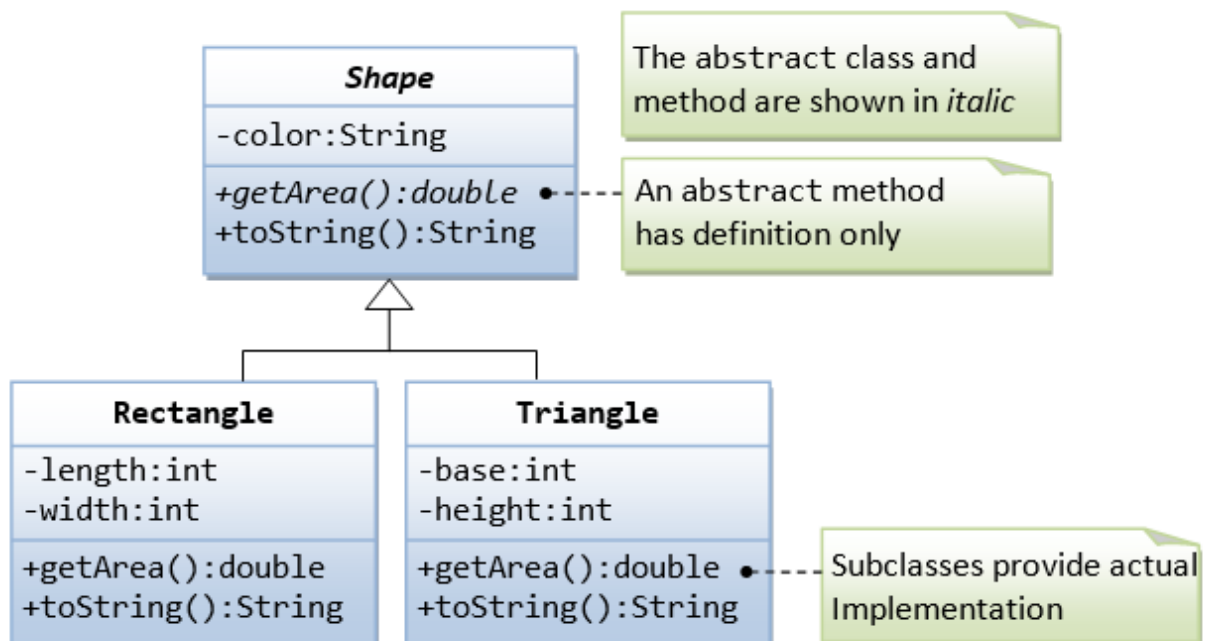 Shape
-color:String
+getArea():double
+toString():String
The abstract class and
method are shown in italic
An abstract method
has definition only
Rectangle
-length:int
-width:int
+getArea():double
+toString():String
Triangle
-base:int
-height:int
+getArea():double
+toString():String
Subclasses provide actual
Implementation